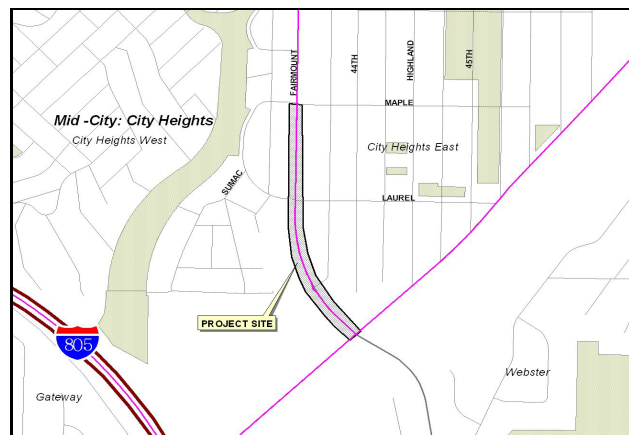 FAIRMOUNT
44TH
HIGHLAND
45TH
MAPLE
Mid -City: City Heights
City Heights West
City Heights East
SUMAC
LAUREL
PROJECT SITE
805
Webster
Gateway